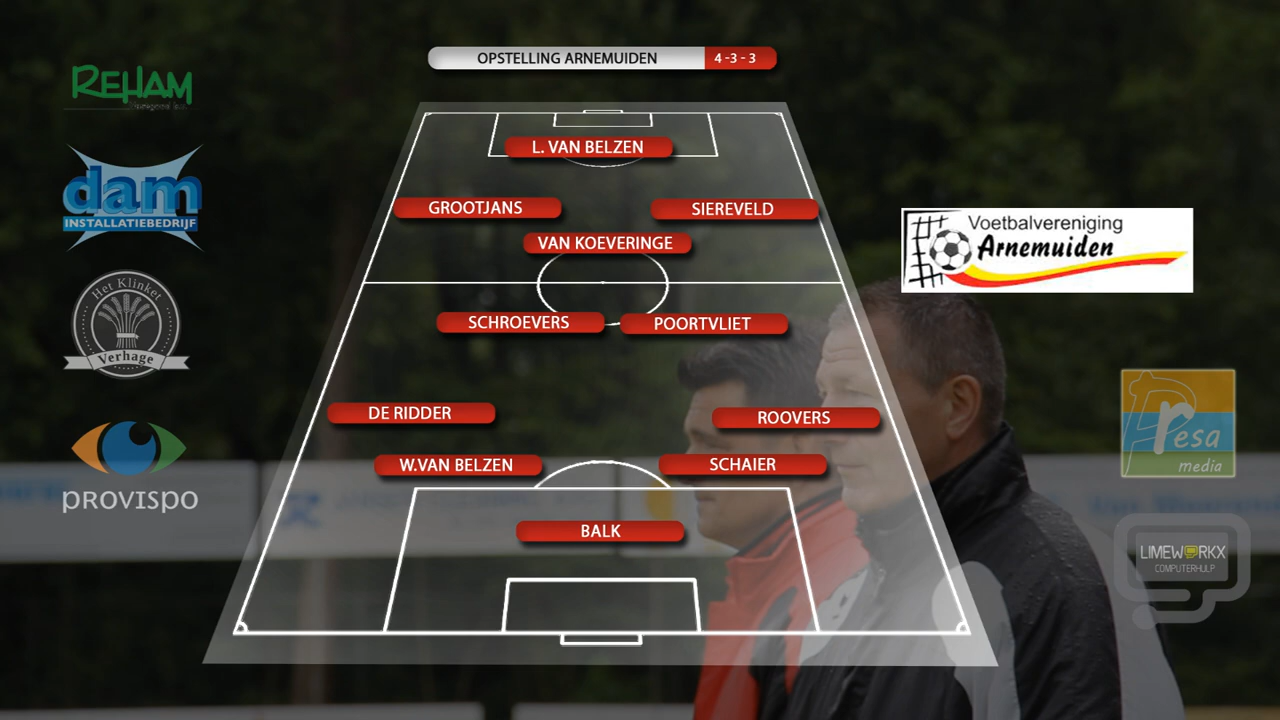 OPSTELLING ARNEMUIDEN 4-3-3
REHAM
dam
INSTALLATIEBEDRIJF
Het Klinket
Verhage
PROVISPO
L. VAN BELZEN
GROOTJANS
SIEREVELD
VAN KOEVERINGE
SCHROEVERS
POORTVLIET
DE RIDDER
ROOVERS
W.VAN BELZEN
SCHAIER
BALK
Voetbalvereniging
Arnemuiden
Presa
media
LIMEWORKX
COMPUTERHULP